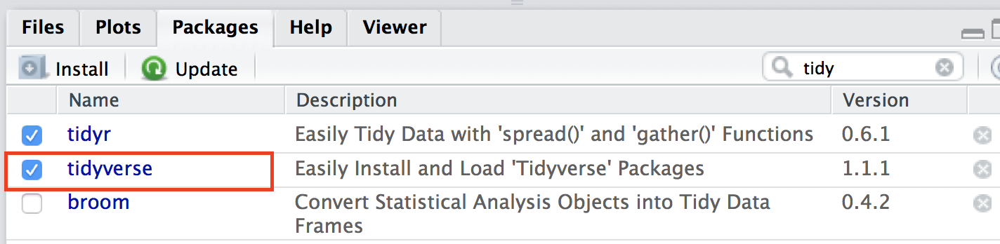 Files Plots Packages Help Viewer
Install Update tidy
Name Description Version
tidyr Easily Tidy Data with 'spread()' and 'gather()' Functions 0.6.1
tidyverse Easily Install and Load 'Tidyverse' Packages 1.1.1
broom Convert Statistical Analysis Objects into Tidy Data 0.4.2
Frames